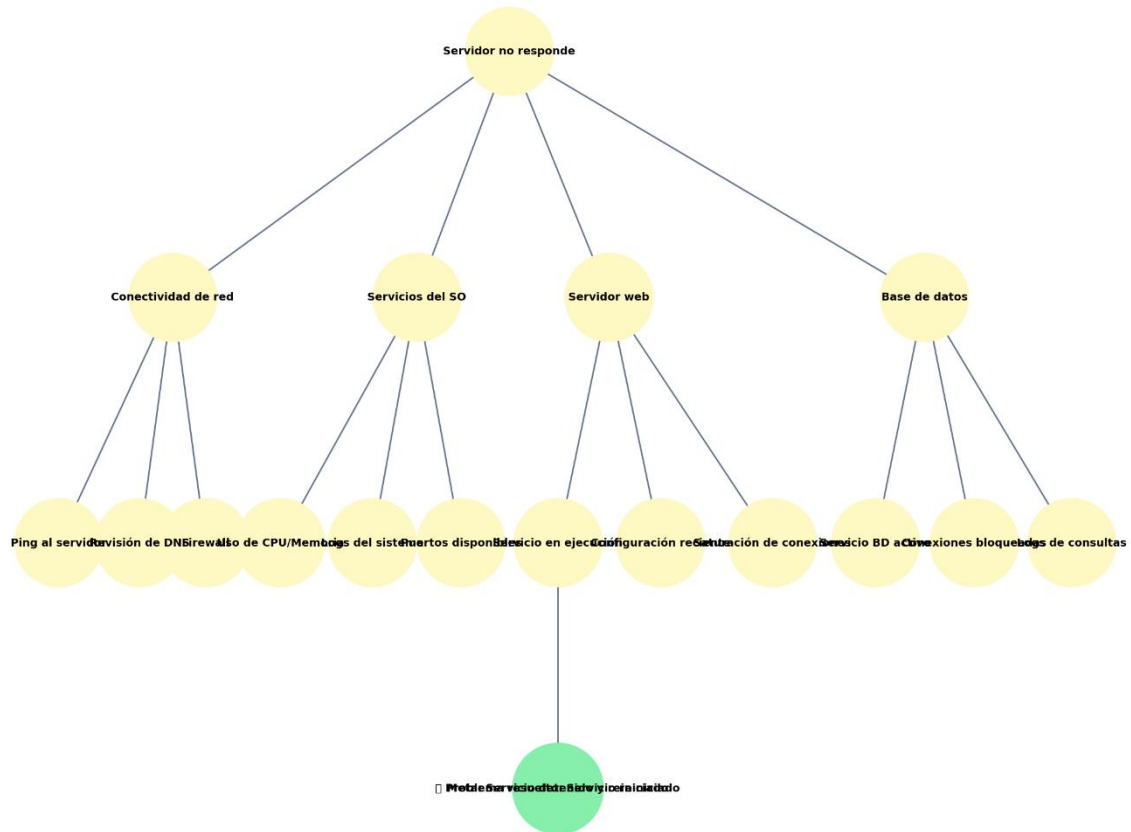 Servidor no responde
Conectividad de red
Servicios del SO
Servidor web
Base de datos
Ping al servidor
Revisión de DNS
Firewall
Uso de CPU/Memoria
Logs del sistema
Puertos disponibles
Servicio en ejecución
Configuración reciente
Saturación de conexiones
Servicio BD activo
Conexiones bloqueadas
Logs de consultas